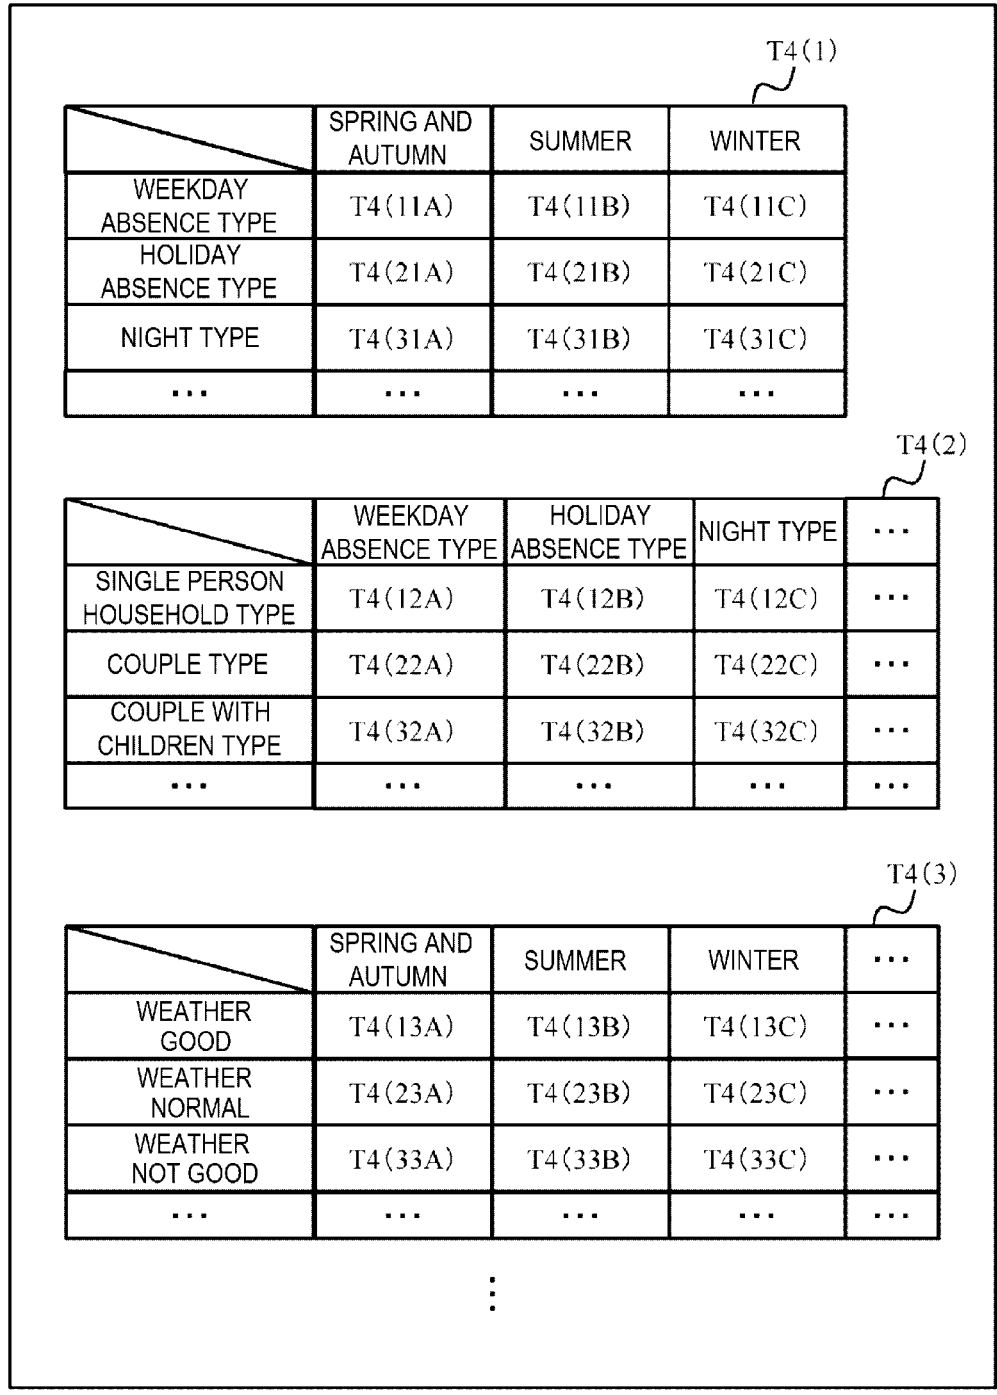 T4(1)
SPRING AND
AUTUMN
SUMMER
WINTER
WEEKDAY
ABSENCE TYPE
T4(11A)
T4(11B)
T4(11C)
HOLIDAY
ABSENCE TYPE
T4(21A)
T4(21B)
T4(21C)
NIGHT TYPE
T4(31A)
T4(31B)
T4(31C)
...
...
...
...
T4(2)
WEEKDAY
ABSENCE TYPE
HOLIDAY
ABSENCE TYPE
NIGHT TYPE
...
SINGLE PERSON
HOUSEHOLD TYPE
T4(12A)
T4(12B)
T4(12C)
...
COUPLE TYPE
T4(22A)
T4(22B)
T4(22C)
...
COUPLE WITH
CHILDREN TYPE
T4(32A)
T4(32B)
T4(32C)
...
...
...
...
...
...
T4(3)
SPRING AND
AUTUMN
SUMMER
WINTER
...
WEATHER
GOOD
T4(13A)
T4(13B)
T4(13C)
...
WEATHER
NORMAL
T4(23A)
T4(23B)
T4(23C)
...
WEATHER
NOT GOOD
T4(33A)
T4(33B)
T4(33C)
...
...
...
...
...
...
⋮